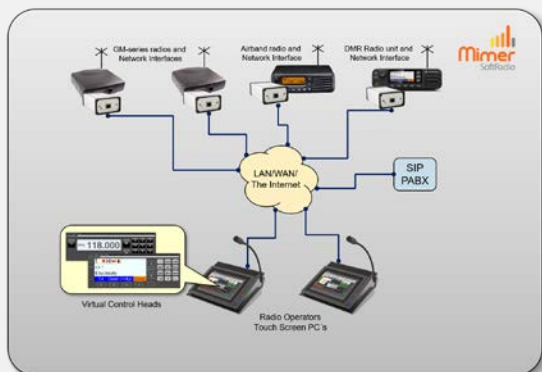 GM-series radios and
Network Interfaces
Airband radio and
Network Interface
DMR Radio unit and
Network Interface
Mimer
SoftRadio
LAN/WAN/
The Internet
SIP
PABX
118.000
Virtual Control Heads
Radio Operators
Touch Screen PC´s